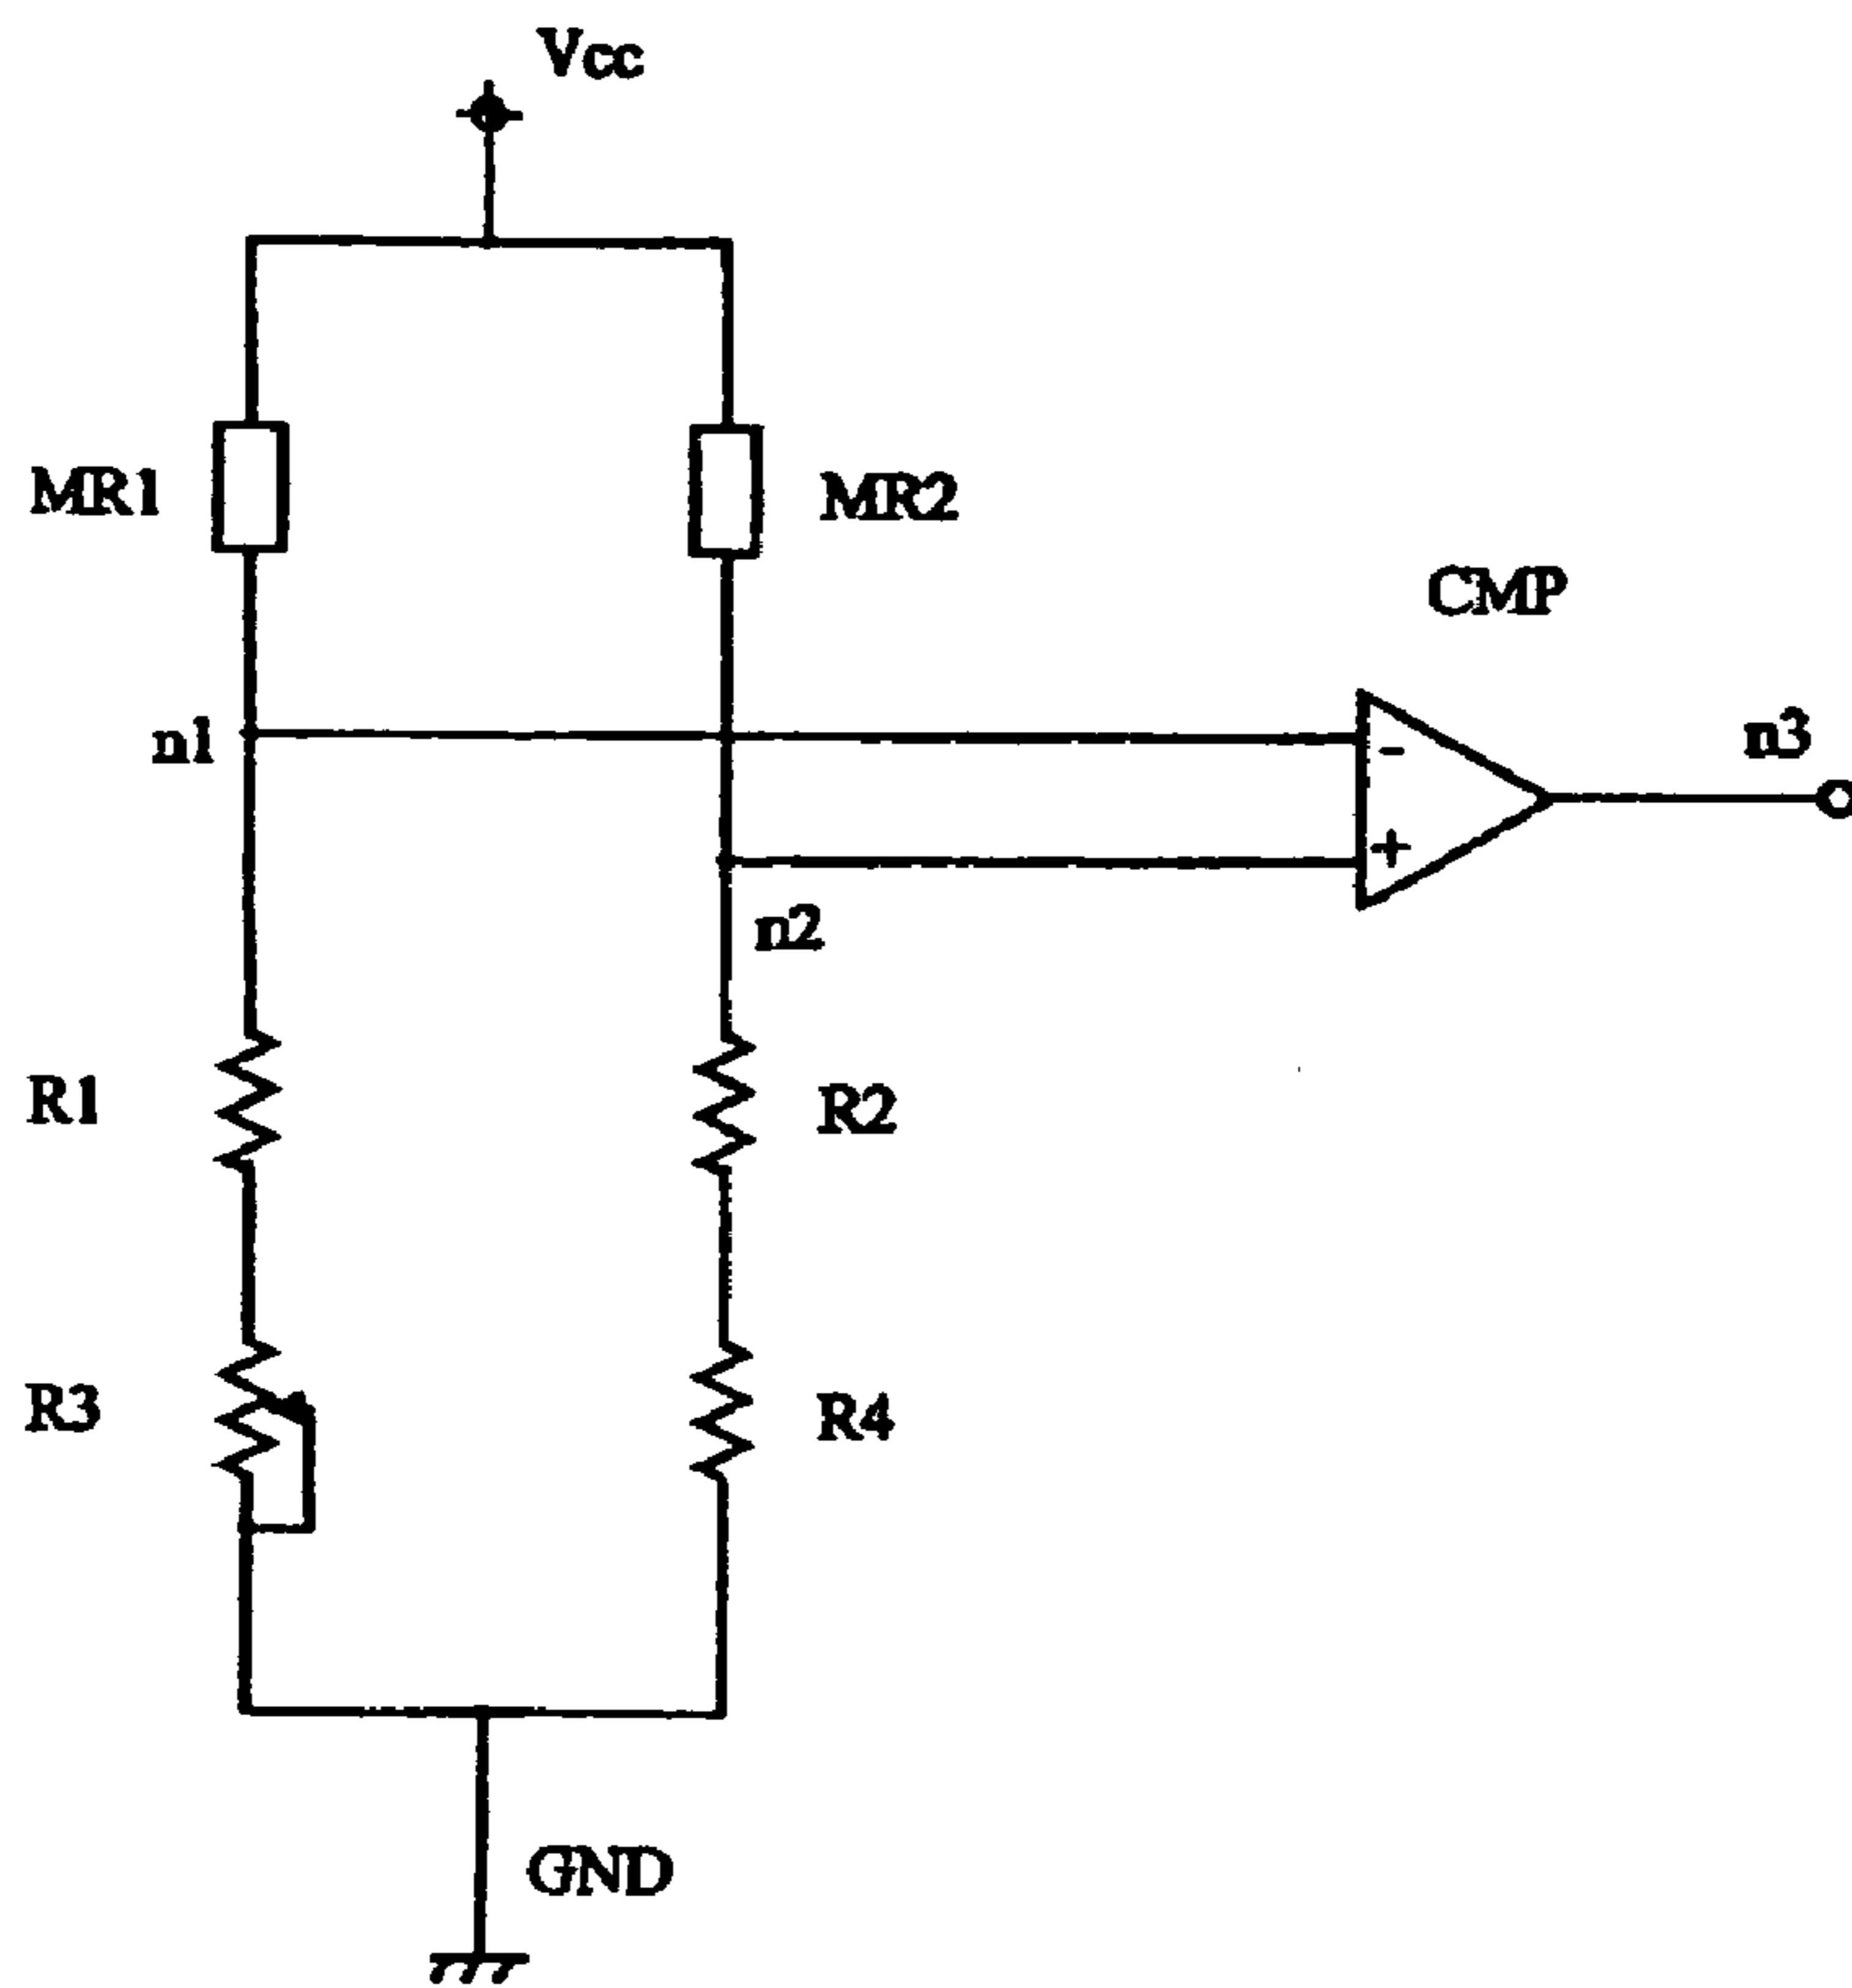 Vcc
MR1
MR2
CMP
n1
n3
-
+
n2
R1
R2
R3
R4
GND